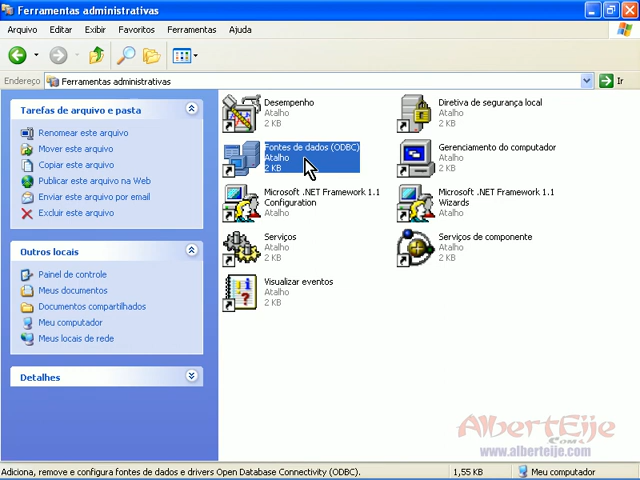 Ferramentas administrativas
Arquivo Editar Exibir Favoritos Ferramentas Ajuda
Endereço Ferramentas administrativas Ir
Tarefas de arquivo e pasta
Renomear este arquivo
Mover este arquivo
Copiar este arquivo
Publicar este arquivo na Web
Enviar este arquivo por email
Excluir este arquivo
Outros locais
Painel de controle
Meus documentos
Documentos compartilhados
Meu computador
Meus locais de rede
Detalhes
Desempenho
Atalho
2 KB
Diretiva de segurança local
Atalho
2 KB
Fontes de dados (ODBC)
Atalho
2 KB
Gerenciamento do computador
Atalho
2 KB
Microsoft .NET Framework 1.1
Configuration
Atalho
Microsoft .NET Framework 1.1
Wizards
Atalho
Serviços
Atalho
2 KB
Serviços de componente
Atalho
2 KB
Visualizar eventos
Atalho
2 KB
AlbertEije
.Com
www.alberteije.com
Adiciona, remove e configura fontes de dados e drivers Open Database Connectivity (ODBC). 1,55 KB Meu computador